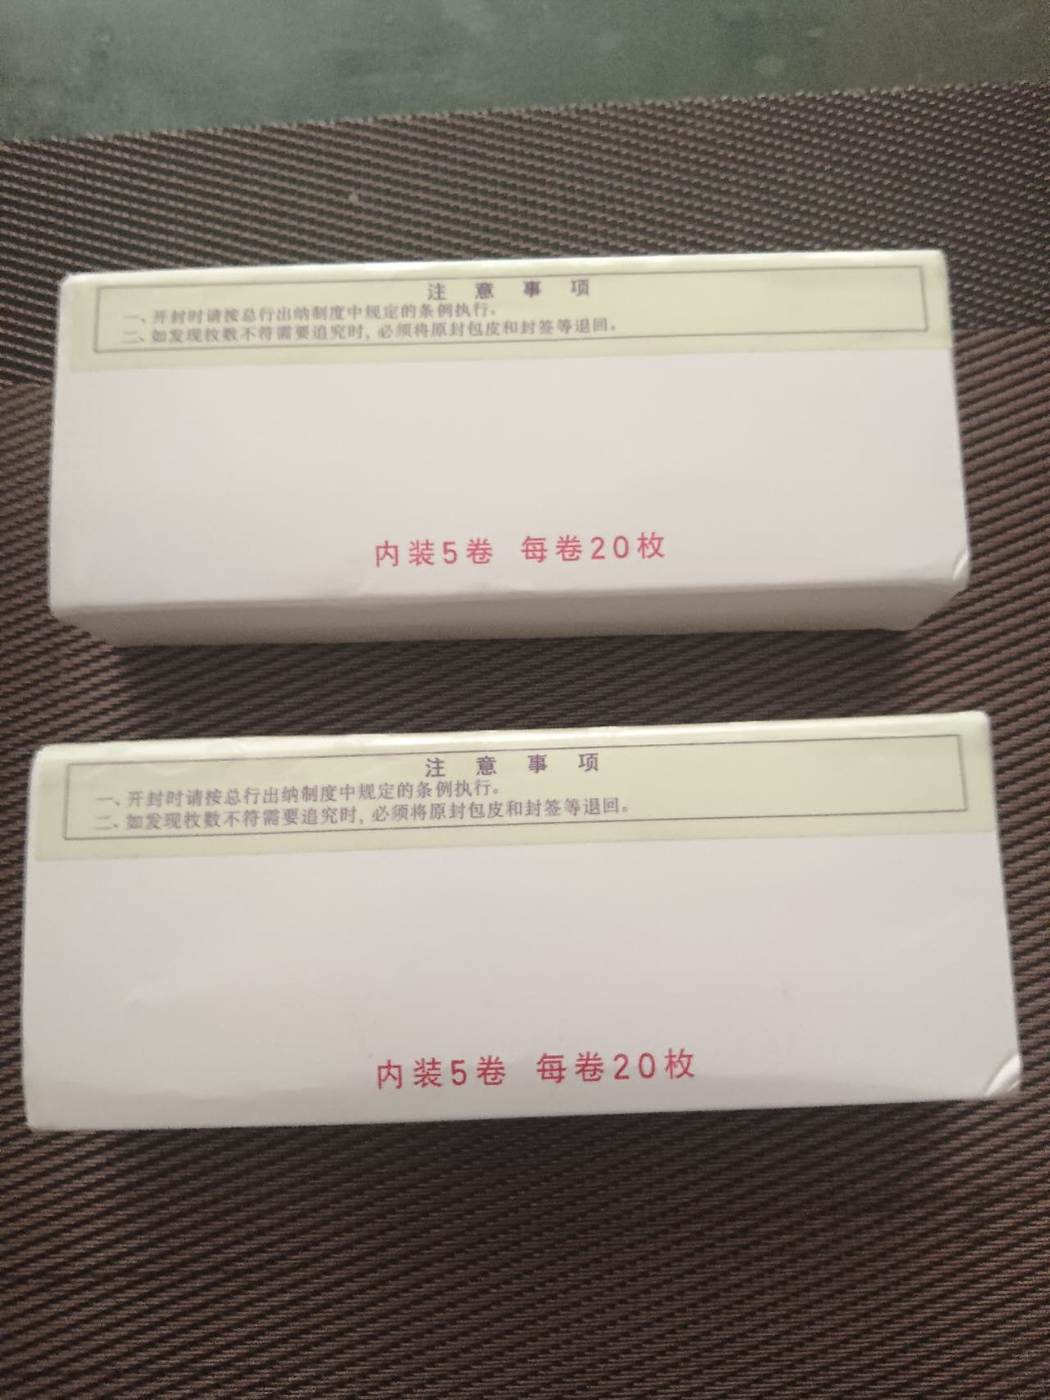 注意事项
一、开封时请按总行出纳制度中规定的条例执行。
二、如发现枚数不符需要追究时，必须将原封包皮和封签等退回。
内装5卷 每卷20枚
注意事项
一、开封时请按总行出纳制度中规定的条例执行。
二、如发现枚数不符需要追究时，必须将原封包皮和封签等退回。
内装5卷 每卷20枚